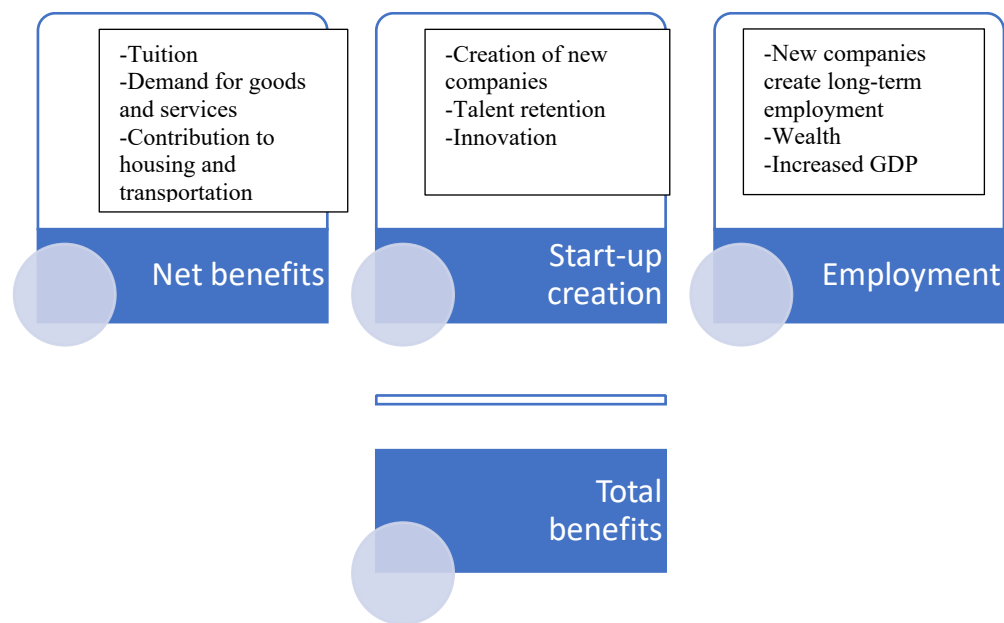 -Tuition
-Demand for goods
and services
-Contribution to
housing and
transportation
Net benefits
-Creation of new
companies
-Talent retention
-Innovation
Start-up
creation
-New companies
create long-term
employment
-Wealth
-Increased GDP
Employment
Total
benefits